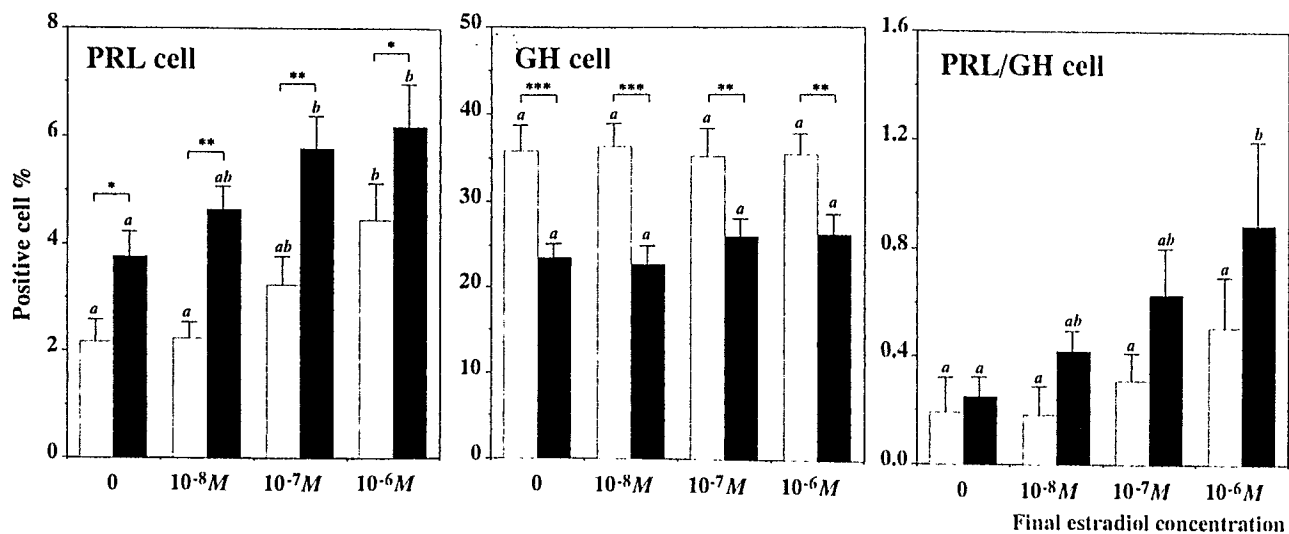 PRL cell
GH cell
PRL/GH cell
Positive cell %
8
6
4
2
0
* ** ** *
a a a ab ab b b b
0 10-8M 10-7M 10-6M
50
40
30
20
10
0
*** *** ** **
a a a a a a a a
0 10-8M 10-7M 10-6M
1.6
1.2
0.8
0.4
0.0
a a a ab a ab a b
0 10-8M 10-7M 10-6M
Final estradiol concentration